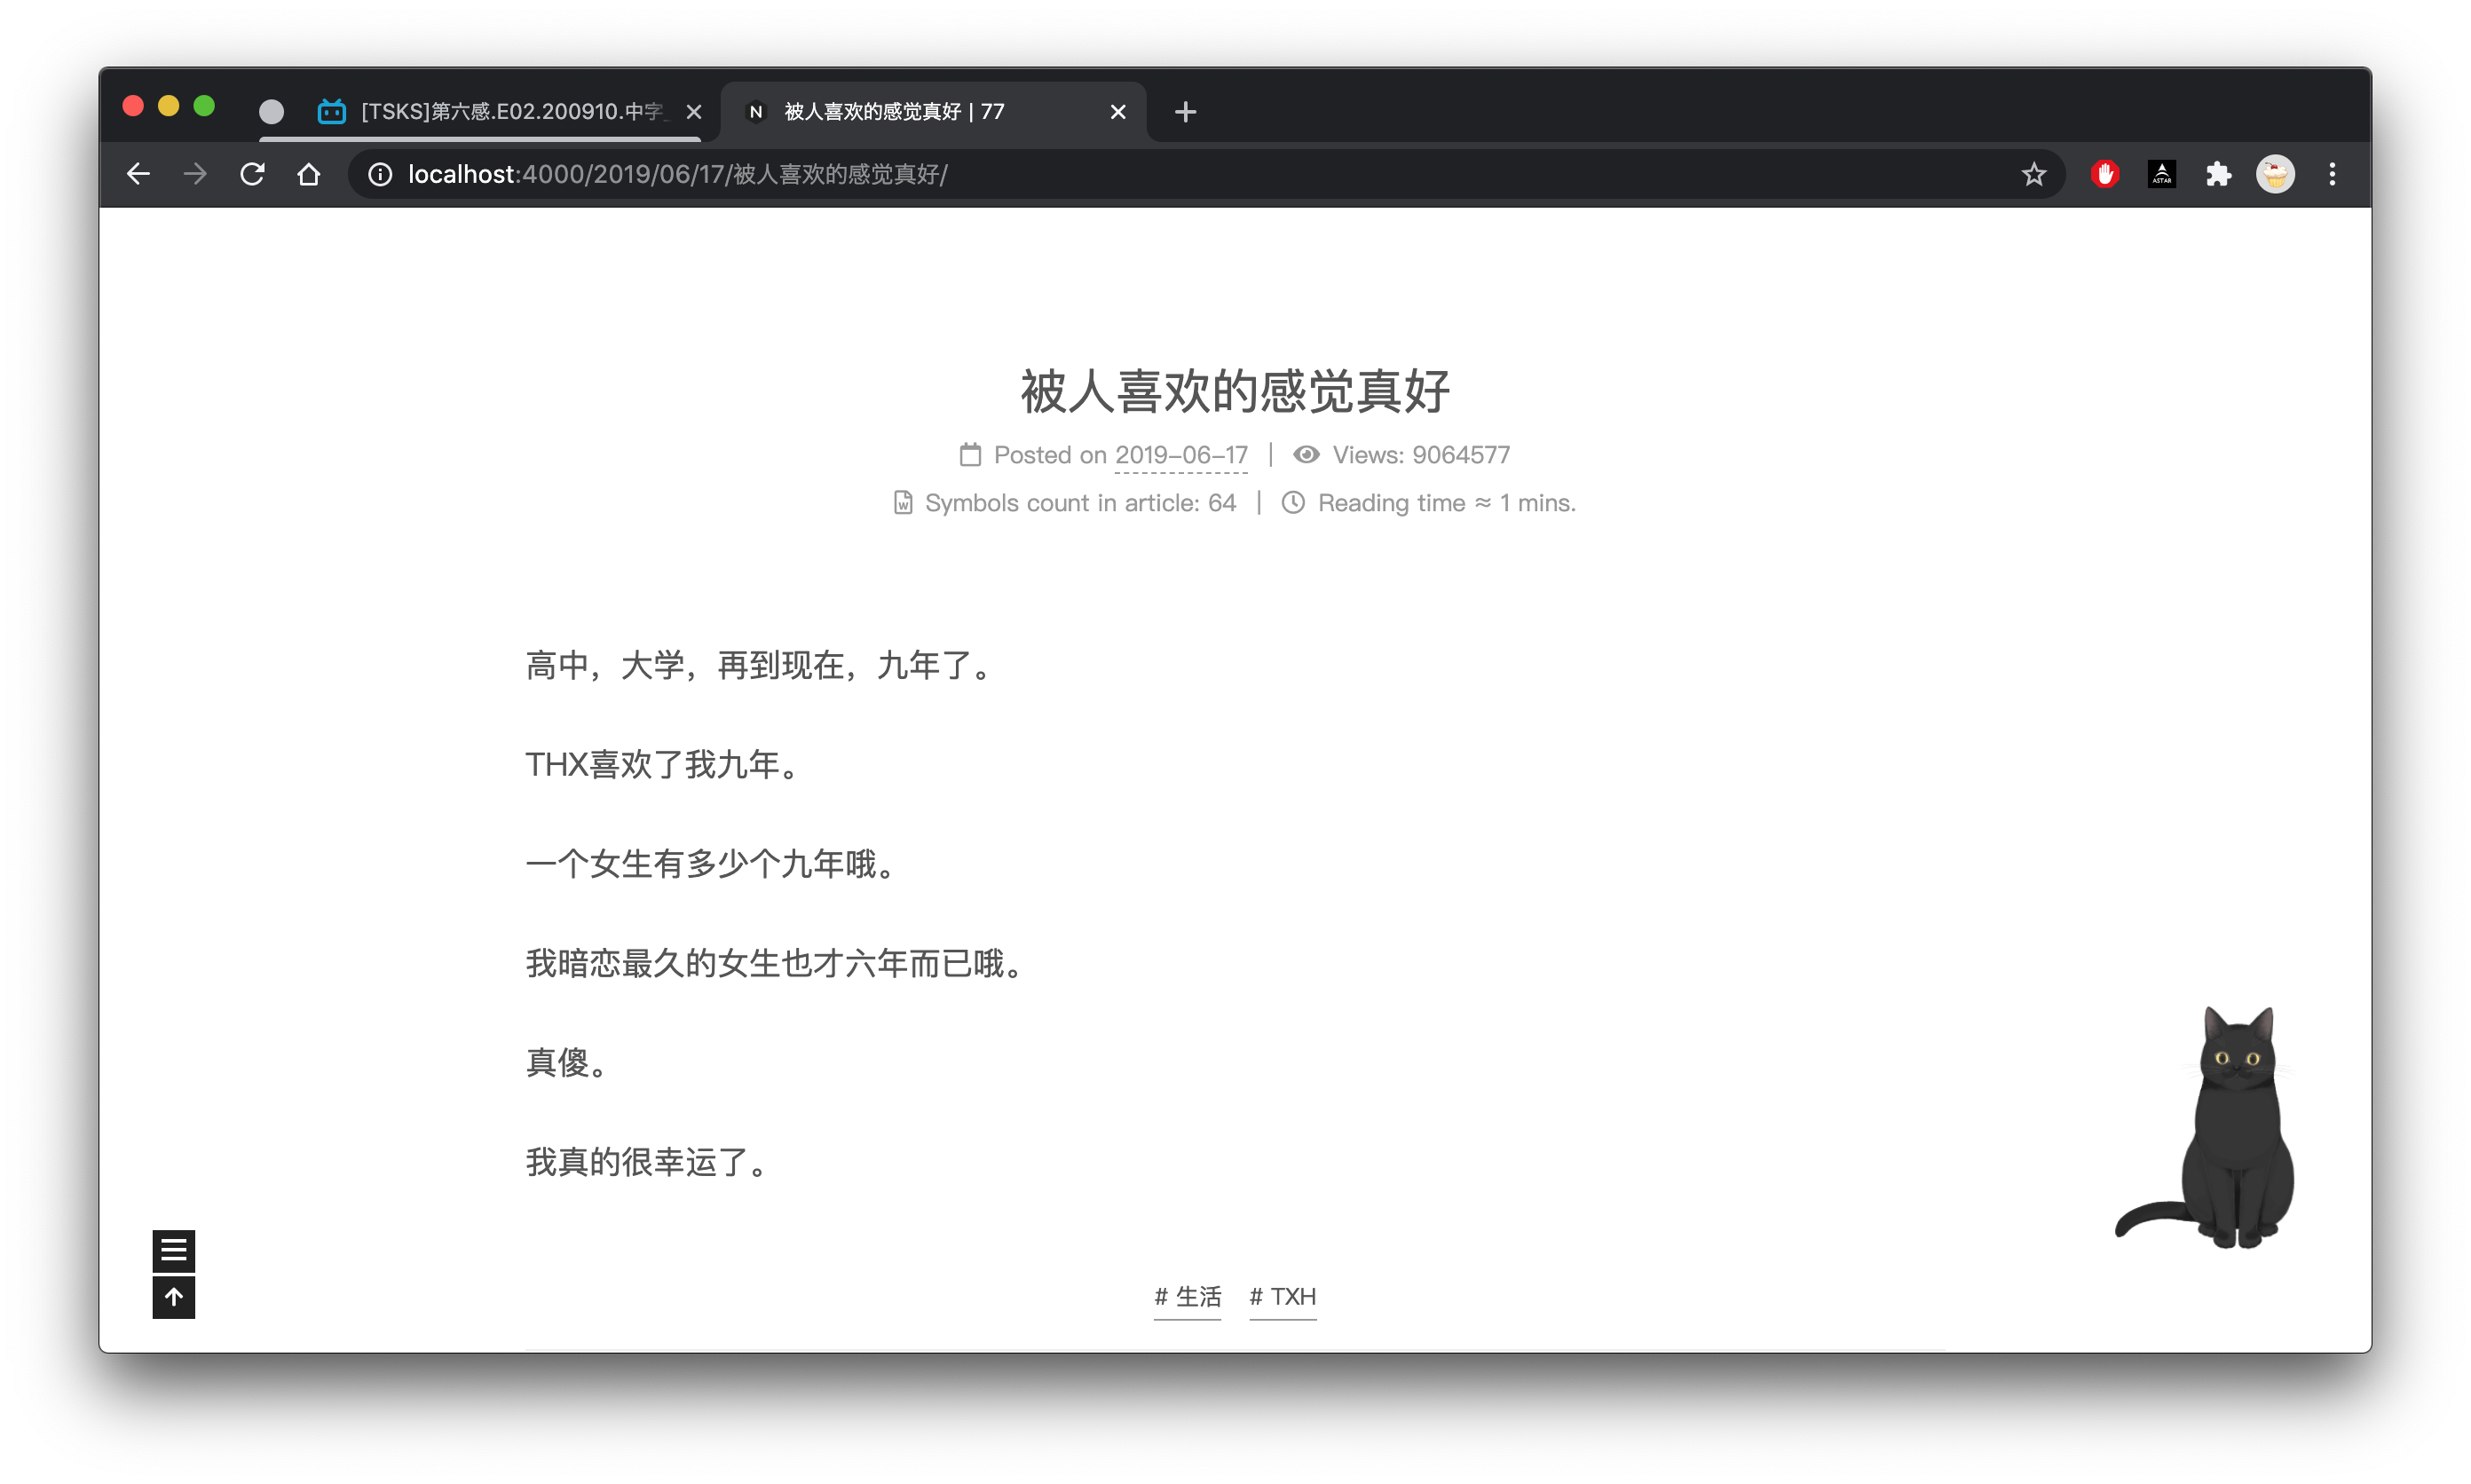 [TSKS]第六感.E02.200910.中字_
被人喜欢的感觉真好 | 77
localhost:4000/2019/06/17/被人喜欢的感觉真好/
ASTAR
被人喜欢的感觉真好
Posted on 2019-06-17 | Views: 9064577
Symbols count in article: 64 | Reading time ≈ 1 mins.
高中，大学，再到现在，九年了。
THX喜欢了我九年。
一个女生有多少个九年哦。
我暗恋最久的女生也才六年而已哦。
真傻。
我真的很幸运了。
# 生活 # TXH